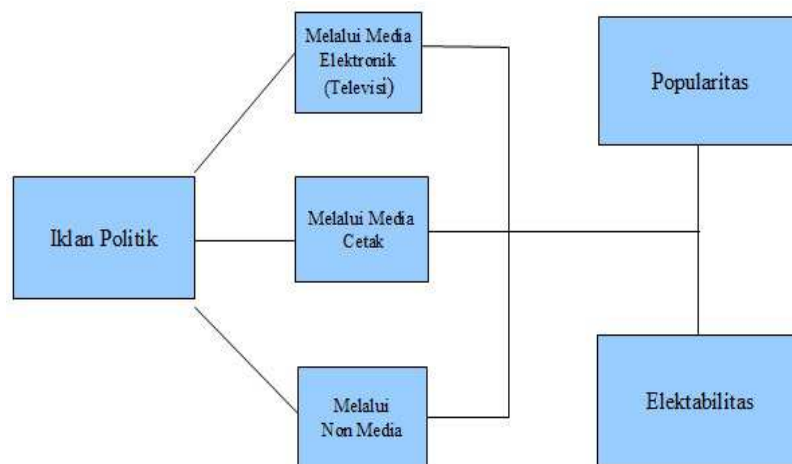 Melalui Media
Elektronik
(Televisi)
Popularitas
Iklan Politik
Melalui Media
Cetak
Melalui
Non Media
Elektabilitas